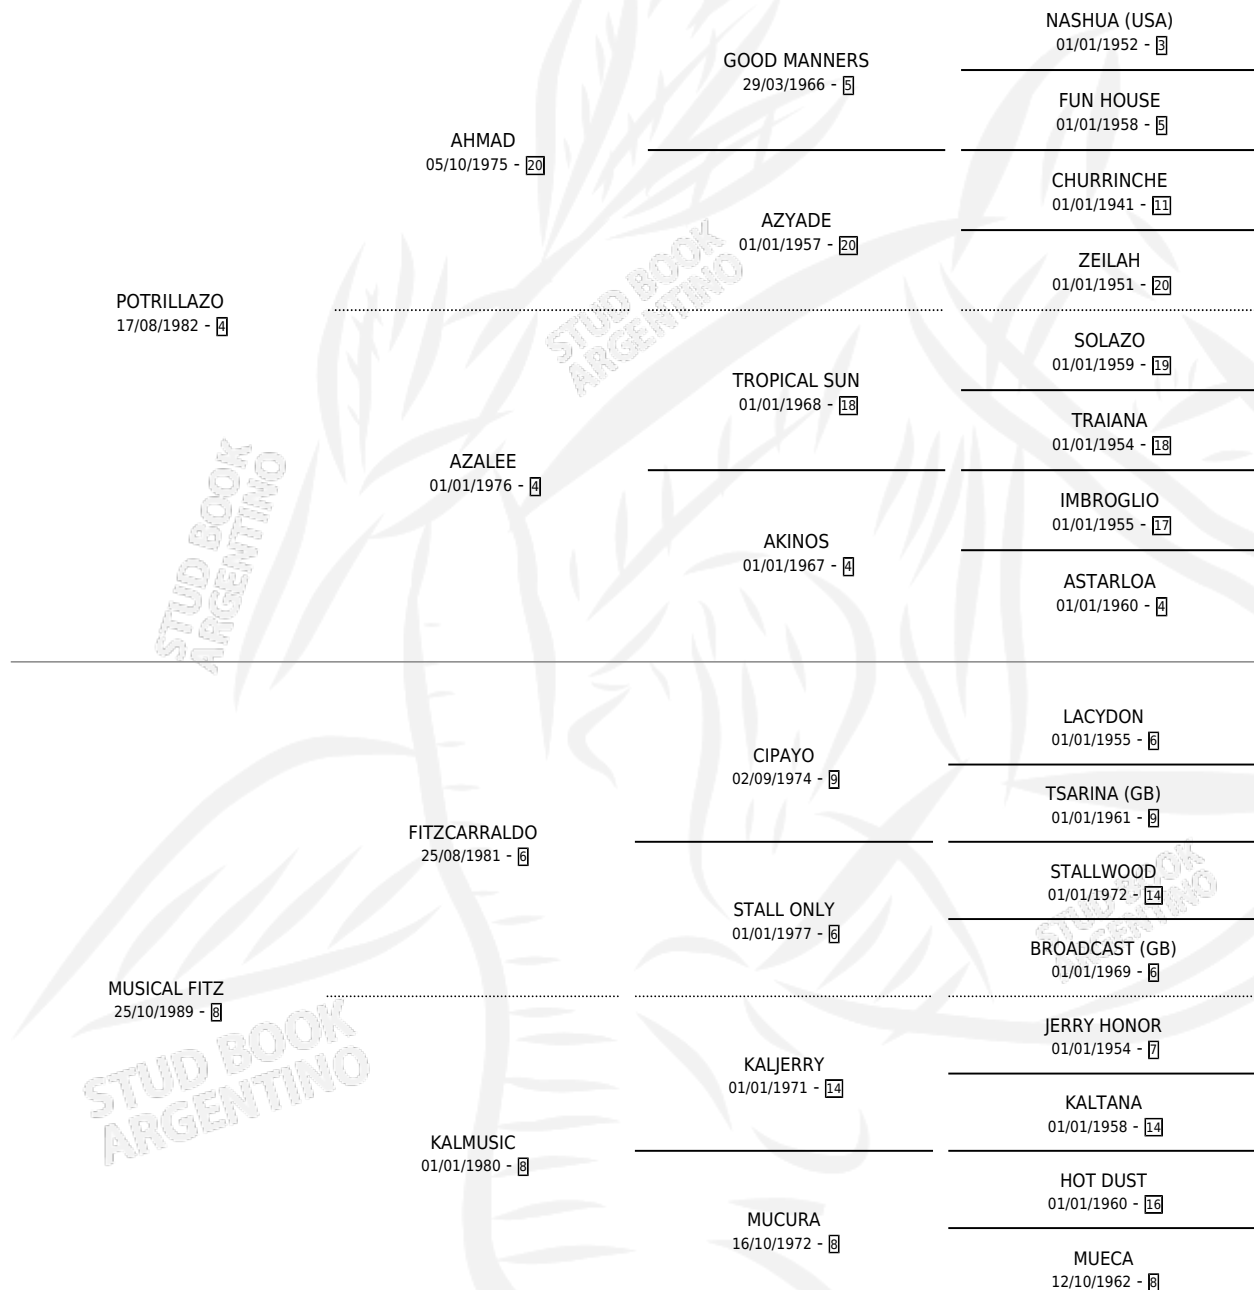 NASHUA (USA)
01/01/1952 - 3
GOOD MANNERS
29/03/1966 - 5
FUN HOUSE
01/01/1958 - 5
AHMAD
05/10/1975 - 20
CHURRINCHE
01/01/1941 - 11
AZYADE
01/01/1957 - 20
ZEILAH
01/01/1951 - 20
POTRILLAZO
17/08/1982 - 4
SOLAZO
01/01/1959 - 19
TROPICAL SUN
01/01/1968 - 18
TRAIANA
01/01/1954 - 18
AZALEE
01/01/1976 - 4
IMBROGLIO
01/01/1955 - 17
AKINOS
01/01/1967 - 4
ASTARLOA
01/01/1960 - 4
STUD BOOK
ARGENTINO
STUD BOOK
ARGENTINO
LACYDON
01/01/1955 - 6
CIPAYO
02/09/1974 - 9
TSARINA (GB)
01/01/1961 - 9
FITZCARRALDO
25/08/1981 - 6
STALLWOOD
01/01/1972 - 14
STALL ONLY
01/01/1977 - 6
BROADCAST (GB)
01/01/1969 - 6
MUSICAL FITZ
25/10/1989 - 8
JERRY HONOR
01/01/1954 - 7
KALJERRY
01/01/1971 - 14
KALTANA
01/01/1958 - 14
KALMUSIC
01/01/1980 - 8
HOT DUST
01/01/1960 - 16
MUCURA
16/10/1972 - 8
MUECA
12/10/1962 - 8
STUD BOOK
ARGENTINO
STUD BOOK
ARGENTINO